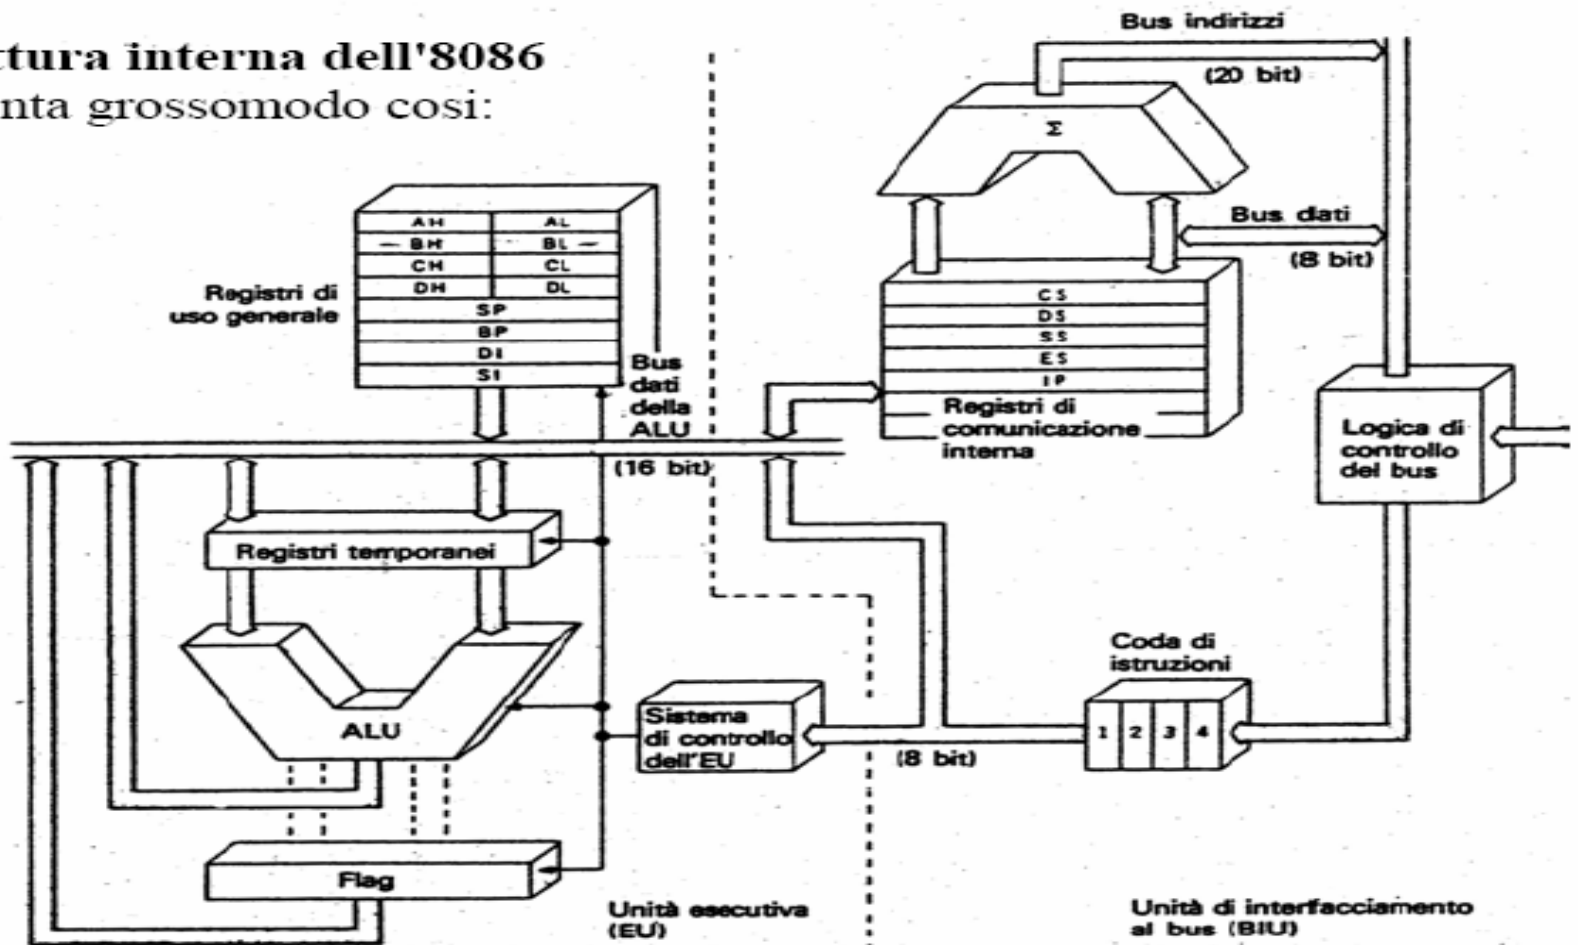 ttura interna dell'8086
nta grossomodo cosi:
Bus indirizzi
(20 bit)
Σ
Bus dati
(8 bit)
AH AL
BH BL
CH CL
DH DL
SP
BP
DI
SI
Registri di
uso generale
Bus
dati
della
ALU
(16 bit)
CS
DS
SS
ES
IP
Registri di
comunicazione
interna
Logica di
controllo
del bus
Registri temporanei
ALU
Sistema
di controllo
dell'EU
(8 bit)
Coda di
istruzioni
1 2 3 4
Flag
Unità esecutiva
(EU)
Unità di interfacciamento
al bus (BIU)